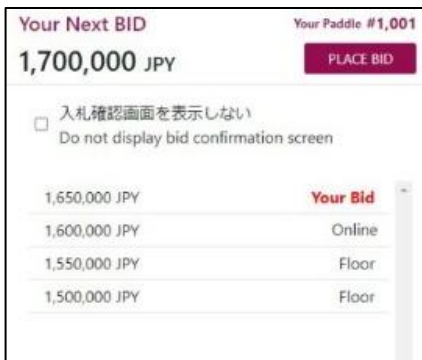 Your Next BID Your Paddle #1,001
1,700,000 JPY PLACE BID
入札確認画面を表示しない
Do not display bid confirmation screen
1,650,000 JPY Your Bid
1,600,000 JPY Online
1,550,000 JPY Floor
1,500,000 JPY Floor